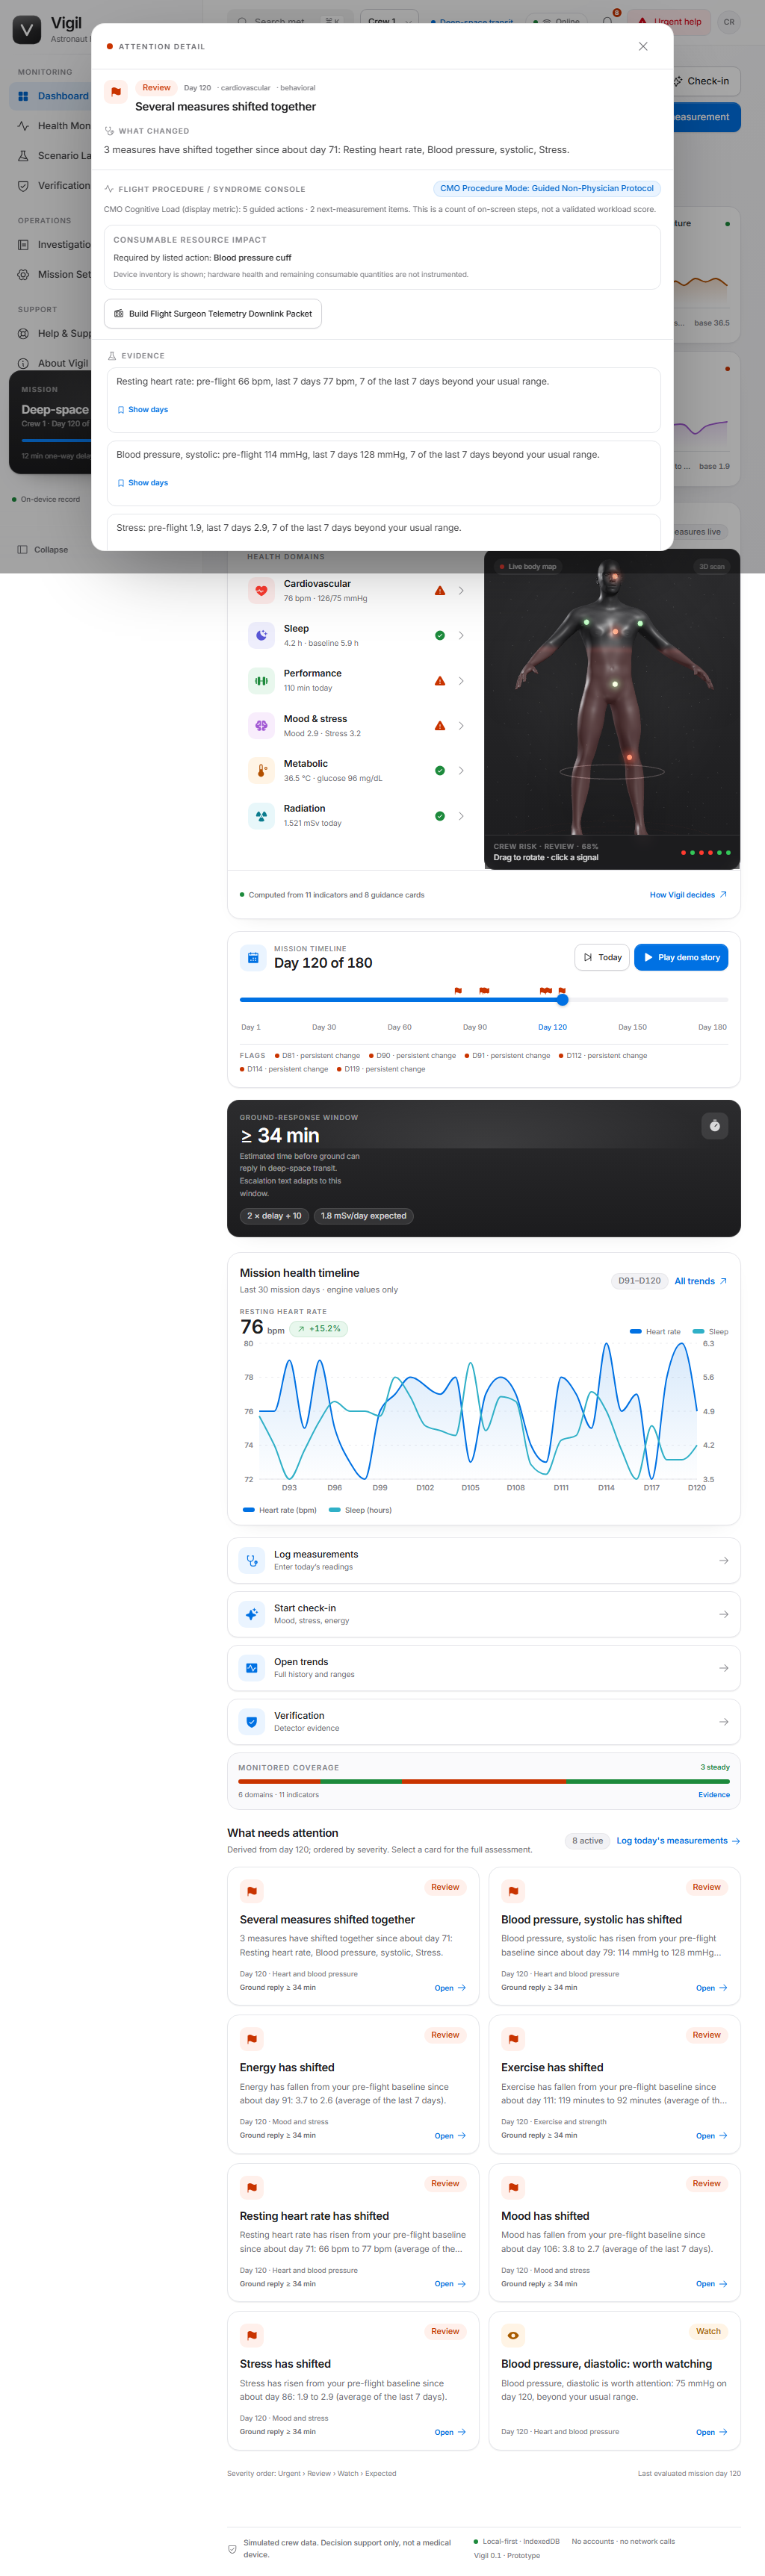 Vigil
Astronaut
Search met
⌘K
Crew 1
Deep-space transit
Online
8
Urgent help
CR
MONITORING
Dashboard
Health Mon
Scenario La
Verification
OPERATIONS
Investigatio
Mission Set
SUPPORT
Help & Supp
About Vigil
MISSION
Deep-space
Crew 1 · Day 120 of
12 min one-way dela
On-device record
Collapse
Check-in
easurement
ture
s...
base 36.5
to ...
base 1.9
easures live
ATTENTION DETAIL
Review
Day 120
· cardiovascular
· behavioral
Several measures shifted together
WHAT CHANGED
3 measures have shifted together since about day 71: Resting heart rate, Blood pressure, systolic, Stress.
FLIGHT PROCEDURE / SYNDROME CONSOLE
CMO Procedure Mode: Guided Non-Physician Protocol
CMO Cognitive Load (display metric): 5 guided actions · 2 next-measurement items. This is a count of on-screen steps, not a validated workload score.
CONSUMABLE RESOURCE IMPACT
Required by listed action: Blood pressure cuff
Device inventory is shown; hardware health and remaining consumable quantities are not instrumented.
Build Flight Surgeon Telemetry Downlink Packet
EVIDENCE
Resting heart rate: pre-flight 66 bpm, last 7 days 77 bpm, 7 of the last 7 days beyond your usual range.
Show days
Blood pressure, systolic: pre-flight 114 mmHg, last 7 days 128 mmHg, 7 of the last 7 days beyond your usual range.
Show days
Stress: pre-flight 1.9, last 7 days 2.9, 7 of the last 7 days beyond your usual range.
HEALTH DOMAINS
Cardiovascular
76 bpm · 126/75 mmHg
Sleep
4.2 h · baseline 5.9 h
Performance
110 min today
Mood & stress
Mood 2.9 · Stress 3.2
Metabolic
36.5 °C · glucose 96 mg/dL
Radiation
1.521 mSv today
Live body map
3D scan
CREW RISK · REVIEW · 68%
Drag to rotate · click a signal
Computed from 11 indicators and 8 guidance cards
How Vigil decides
MISSION TIMELINE
Day 120 of 180
Today
Play demo story
Day 1
Day 30
Day 60
Day 90
Day 120
Day 150
Day 180
FLAGS
D81 · persistent change
D90 · persistent change
D91 · persistent change
D112 · persistent change
D114 · persistent change
D119 · persistent change
GROUND-RESPONSE WINDOW
≥ 34 min
Estimated time before ground can
reply in deep-space transit.
Escalation text adapts to this
window.
2 × delay + 10
1.8 mSv/day expected
Mission health timeline
Last 30 mission days · engine values only
D91–D120
All trends
RESTING HEART RATE
76 bpm
+15.2%
Heart rate
Sleep
80
78
76
74
72
6.3
5.6
4.9
4.2
3.5
D93
D96
D99
D102
D105
D108
D111
D114
D117
D120
Heart rate (bpm)
Sleep (hours)
Log measurements
Enter today's readings
Start check-in
Mood, stress, energy
Open trends
Full history and ranges
Verification
Detector evidence
MONITORED COVERAGE
3 steady
6 domains · 11 indicators
Evidence
What needs attention
Derived from day 120; ordered by severity. Select a card for the full assessment.
8 active
Log today's measurements
Review
Several measures shifted together
3 measures have shifted together since about day 71:
Resting heart rate, Blood pressure, systolic, Stress.
Day 120 · Heart and blood pressure
Ground reply ≥ 34 min
Open
Review
Blood pressure, systolic has shifted
Blood pressure, systolic has risen from your pre-flight
baseline since about day 79: 114 mmHg to 128 mmHg...
Day 120 · Heart and blood pressure
Ground reply ≥ 34 min
Open
Review
Energy has shifted
Energy has fallen from your pre-flight baseline since
about day 91: 3.7 to 2.6 (average of the last 7 days).
Day 120 · Mood and stress
Ground reply ≥ 34 min
Open
Review
Exercise has shifted
Exercise has fallen from your pre-flight baseline since
about day 111: 119 minutes to 92 minutes (average of th...
Day 120 · Exercise and strength
Ground reply ≥ 34 min
Open
Review
Resting heart rate has shifted
Resting heart rate has risen from your pre-flight baseline
since about day 71: 66 bpm to 77 bpm (average of the...
Day 120 · Heart and blood pressure
Ground reply ≥ 34 min
Open
Review
Mood has shifted
Mood has fallen from your pre-flight baseline since
about day 106: 3.8 to 2.7 (average of the last 7 days).
Day 120 · Mood and stress
Ground reply ≥ 34 min
Open
Review
Stress has shifted
Stress has risen from your pre-flight baseline since
about day 86: 1.9 to 2.9 (average of the last 7 days).
Day 120 · Mood and stress
Ground reply ≥ 34 min
Open
Watch
Blood pressure, diastolic: worth watching
Blood pressure, diastolic is worth attention: 75 mmHg on
day 120, beyond your usual range.
Day 120 · Heart and blood pressure
Open
Severity order: Urgent › Review › Watch › Expected
Last evaluated mission day 120
Simulated crew data. Decision support only, not a medical
device.
Local-first · IndexedDB
No accounts · no network calls
Vigil 0.1 · Prototype